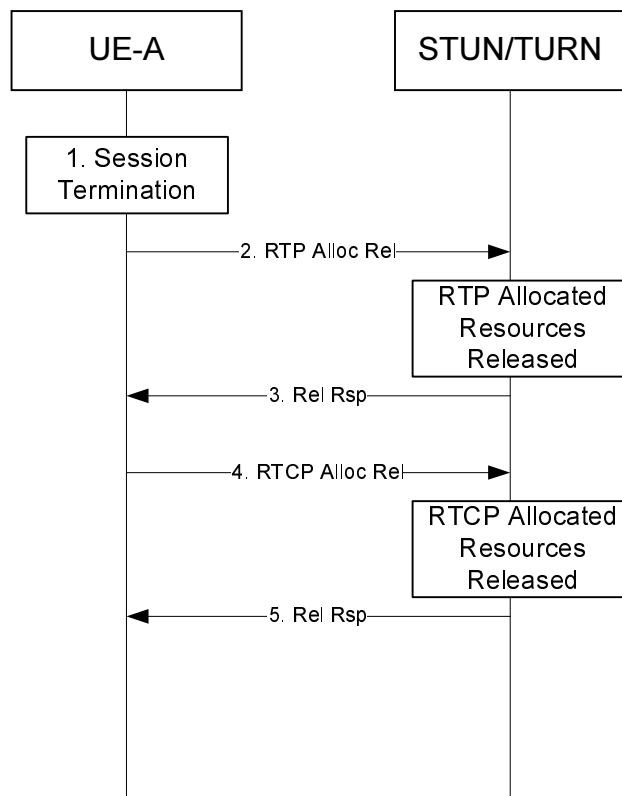 UE-A
STUN/TURN
1. Session
Termination
2. RTP Alloc Rel
RTP Allocated
Resources
Released
3. Rel Rsp
4. RTCP Alloc Rel
RTCP Allocated
Resources
Released
5. Rel Rsp